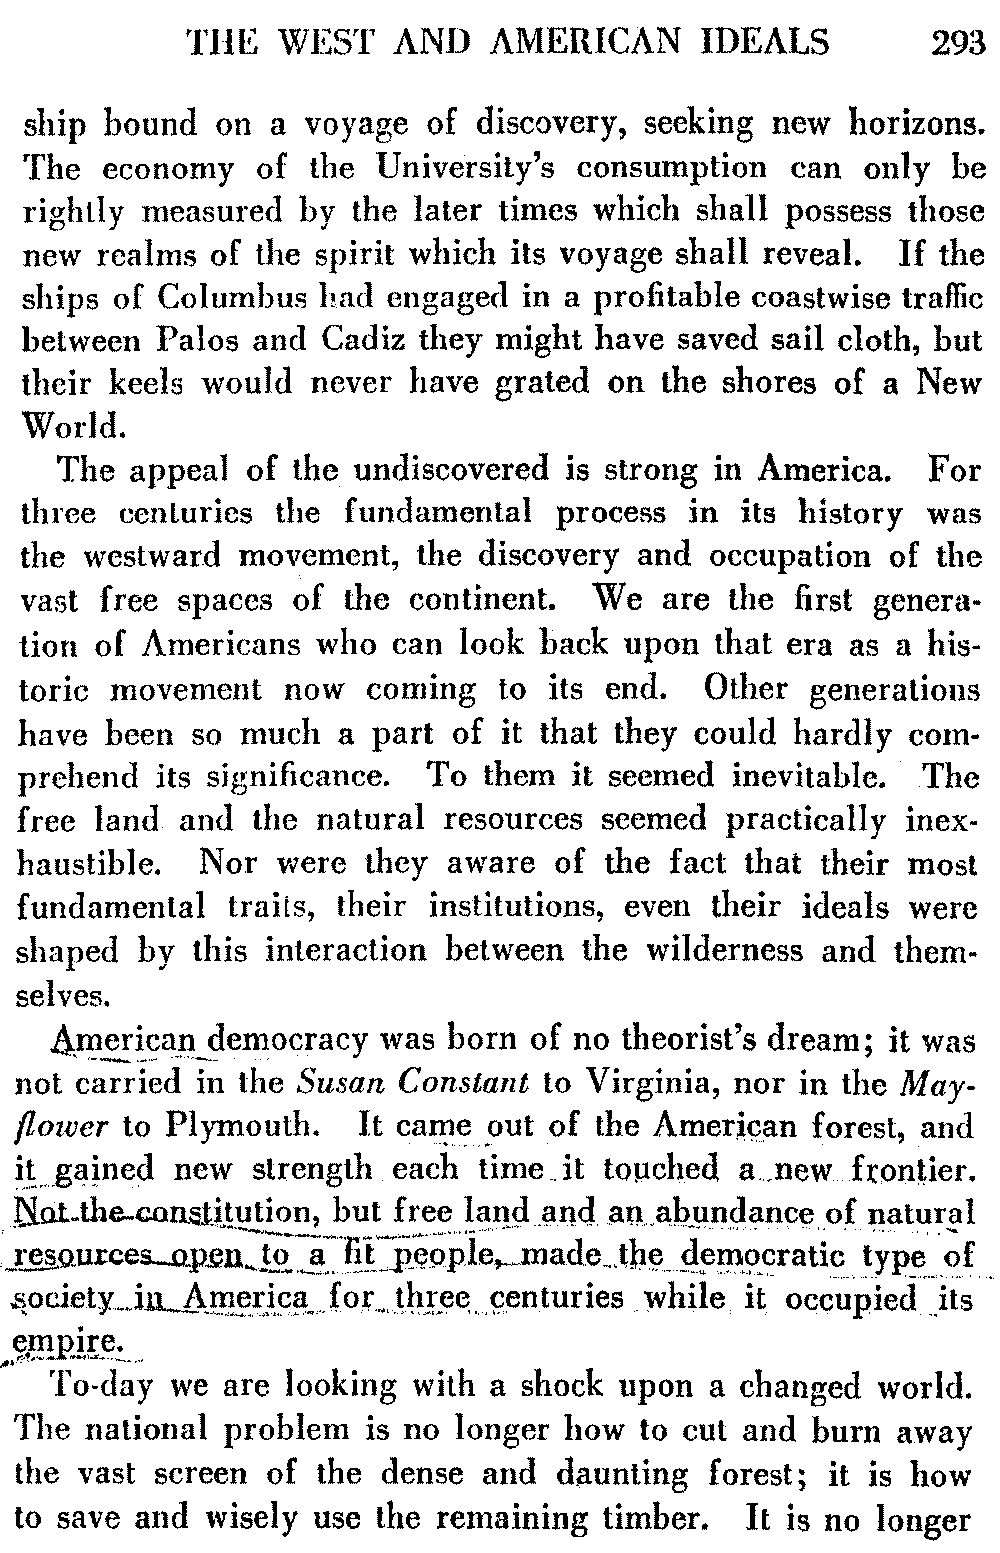 THE WEST AND AMERICAN IDEALS 293
ship bound on a voyage of discovery, seeking new horizons.
The economy of the University's consumption can only be
rightly measured by the later times which shall possess those
new realms of the spirit which its voyage shall reveal. If the
ships of Columbus had engaged in a profitable coastwise traffic
between Palos and Cadiz they might have saved sail cloth, but
their keels would never have grated on the shores of a New
World.
The appeal of the undiscovered is strong in America. For
three centuries the fundamental process in its history was
the westward movement, the discovery and occupation of the
vast free spaces of the continent. We are the first genera-
tion of Americans who can look back upon that era as a his-
toric movement now coming to its end. Other generations
have been so much a part of it that they could hardly com-
prehend its significance. To them it seemed inevitable. The
free land and the natural resources seemed practically inex-
haustible. Nor were they aware of the fact that their most
fundamental traits, their institutions, even their ideals were
shaped by this interaction between the wilderness and them-
selves.
American democracy was born of no theorist's dream; it was
not carried in the Susan Constant to Virginia, nor in the May-
flower to Plymouth. It came out of the American forest, and
it gained new strength each time it touched a new frontier.
Not the constitution, but free land and an abundance of natural
resources open to a fit people, made the democratic type of
society in America for three centuries while it occupied its
empire.
To-day we are looking with a shock upon a changed world.
The national problem is no longer how to cut and burn away
the vast screen of the dense and daunting forest; it is how
to save and wisely use the remaining timber. It is no longer